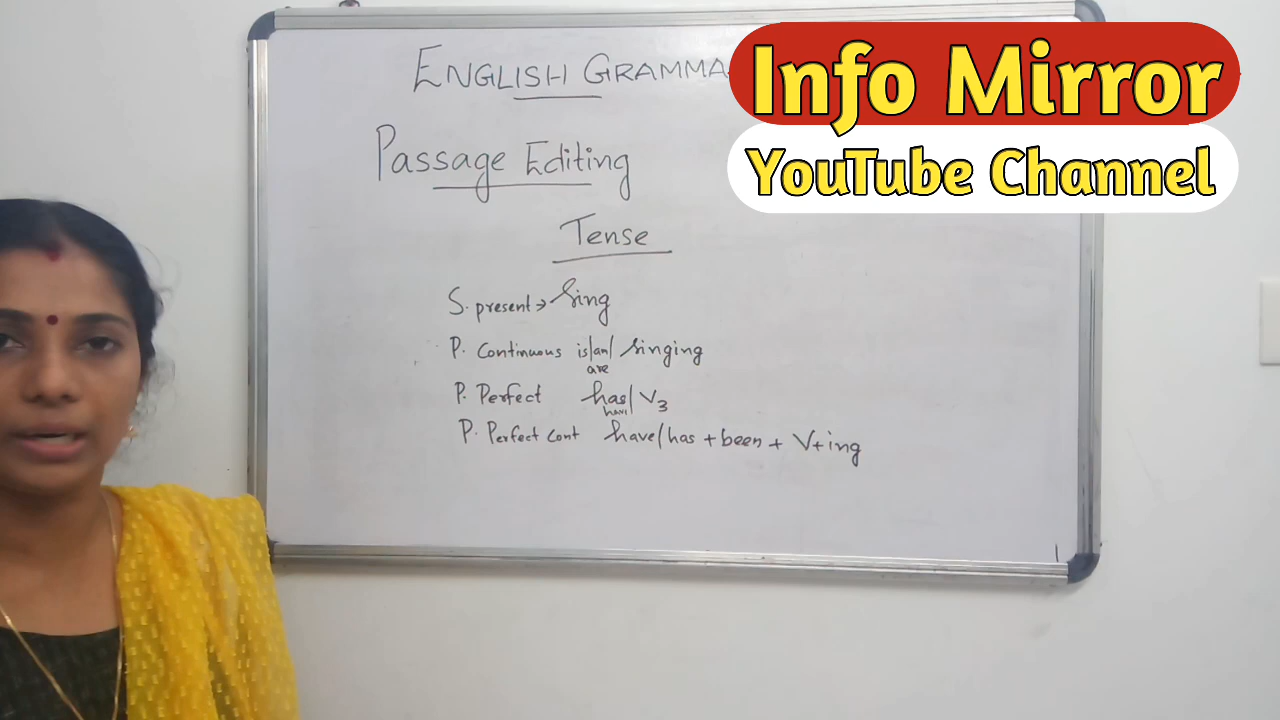 ENGLISH GRAMMA
Info Mirror
YouTube Channel
Passage Editing
Tense
S. present → Sing
P. Continuous is/am/ singing
are
P. Perfect has/ V3
have
P. Perfect Cont have/has + been + V+ing